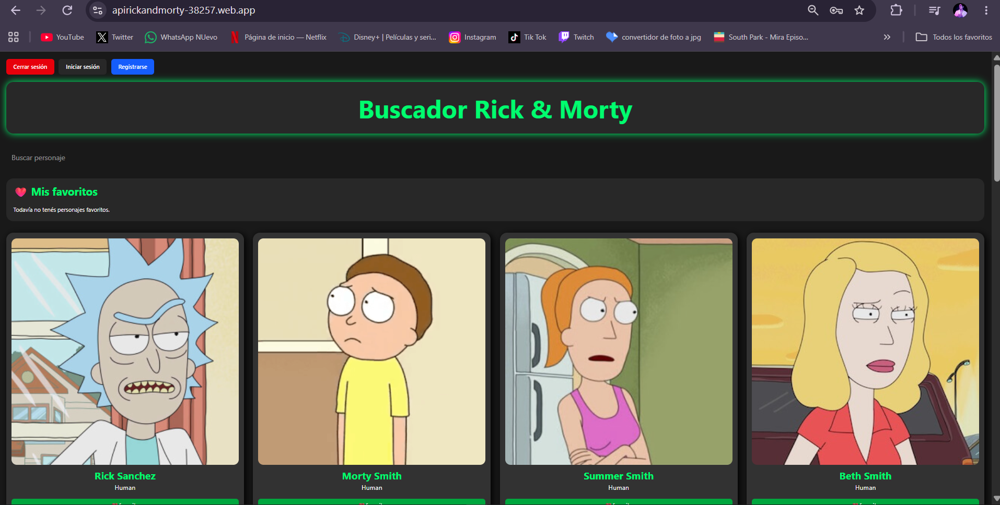 apirickandmorty-38257.web.app
YouTube
Twitter
WhatsApp NUevo
Página de inicio — Netflix
Disney+ | Películas y seri...
Instagram
Tik Tok
Twitch
convertidor de foto a jpg
South Park - Mira Episo...
Todos los favoritos
Cerrar sesión
Iniciar sesión
Registrarse
Buscador Rick & Morty
Buscar personaje
Mis favoritos
Todavía no tenés personajes favoritos.
Rick Sanchez
Human
Morty Smith
Human
Summer Smith
Human
Beth Smith
Human